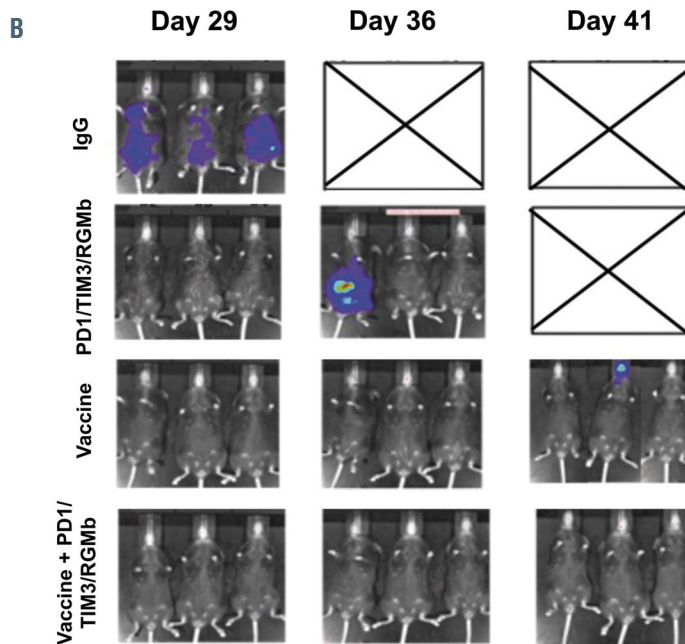 B
Day 29
Day 36
Day 41
IgG
PD1/TIM3/RGMb
Vaccine
Vaccine + PD1/
TIM3/RGMb